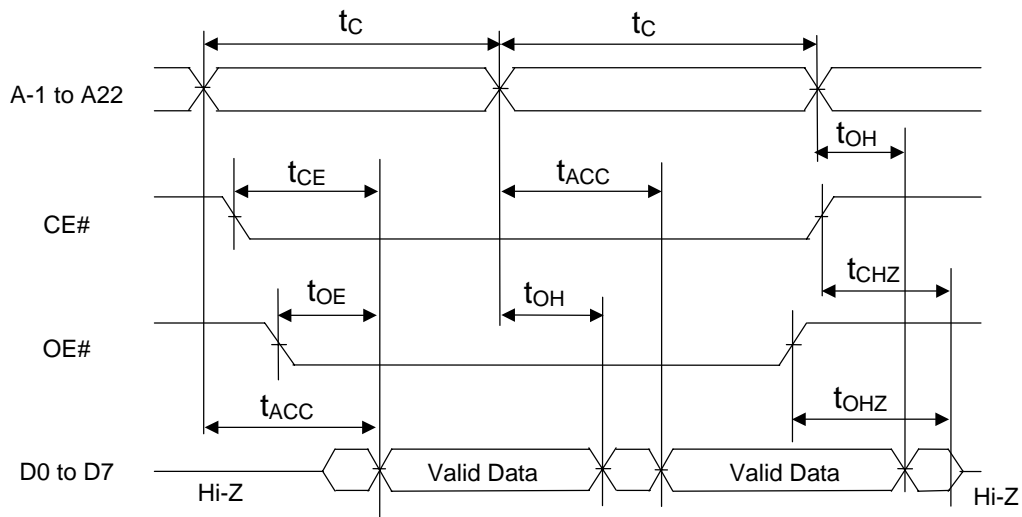 tC tC
A-1 to A22
tOH
tCE tACC
CE#
tCHZ
tOE tOH
OE#
tACC tOHZ
D0 to D7 Valid Data Valid Data
Hi-Z Hi-Z